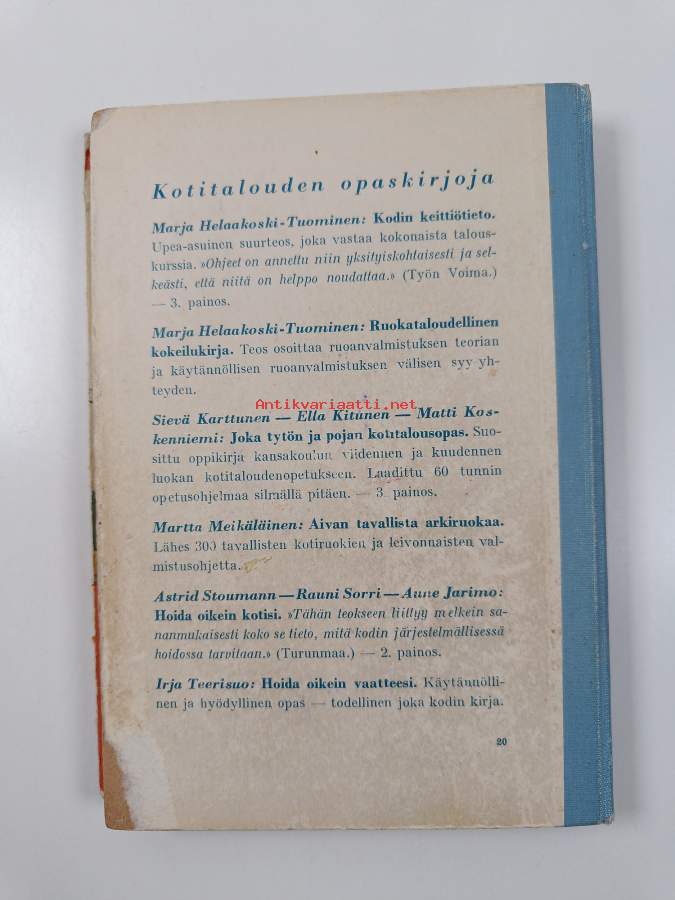 Kotitalouden opaskirjoja
Marja Helaakoski-Tuominen: Kodin keittiötieto.
Upea-asuinen suurteos, joka vastaa kokonaista talous-
kurssia. »Ohjeet on annettu niin yksityiskohtaisesti ja sel-
keästi, että niitä on helppo noudattaa.» (Työn Voima.)
— 3. painos.
Marja Helaakoski-Tuominen: Ruokataloudellinen
kokeilukirja. Teos osoittaa ruoanvalmistuksen teorian
ja käytännöllisen ruoanvalmistuksen välisen syy-yh-
teyden.
Antikvariaatti.net
Sievä Karttunen — Ella Kitunen — Matti Kos-
kenniemi: Joka tytön ja pojan kotitalousopas. Suo-
sittu oppikirja kansakoulun viidennen ja kuudennen
luokan kotitaloudenopetukseen. Laadittu 60 tunnin
opetusohjelmaa silmällä pitäen. — 3. painos.
Martta Meikäläinen: Aivan tavallista arkiruokaa.
Lähes 300 tavallisten kotiruokien ja leivonnaisten val-
mistusohjetta.
Astrid Stoumann — Rauni Sorri — Aune Jarimo:
Hoida oikein kotisi. »Tähän teokseen liittyy melkein sa-
nanmukaisesti koko se tieto, mitä kodin järjestelmällisessä
hoidossa tarvitaan.» (Turunmaa.) — 2. painos.
Irja Teerisuo: Hoida oikein vaatteesi. Käytännölli-
nen ja hyödyllinen opas — todellinen joka kodin kirja.
20